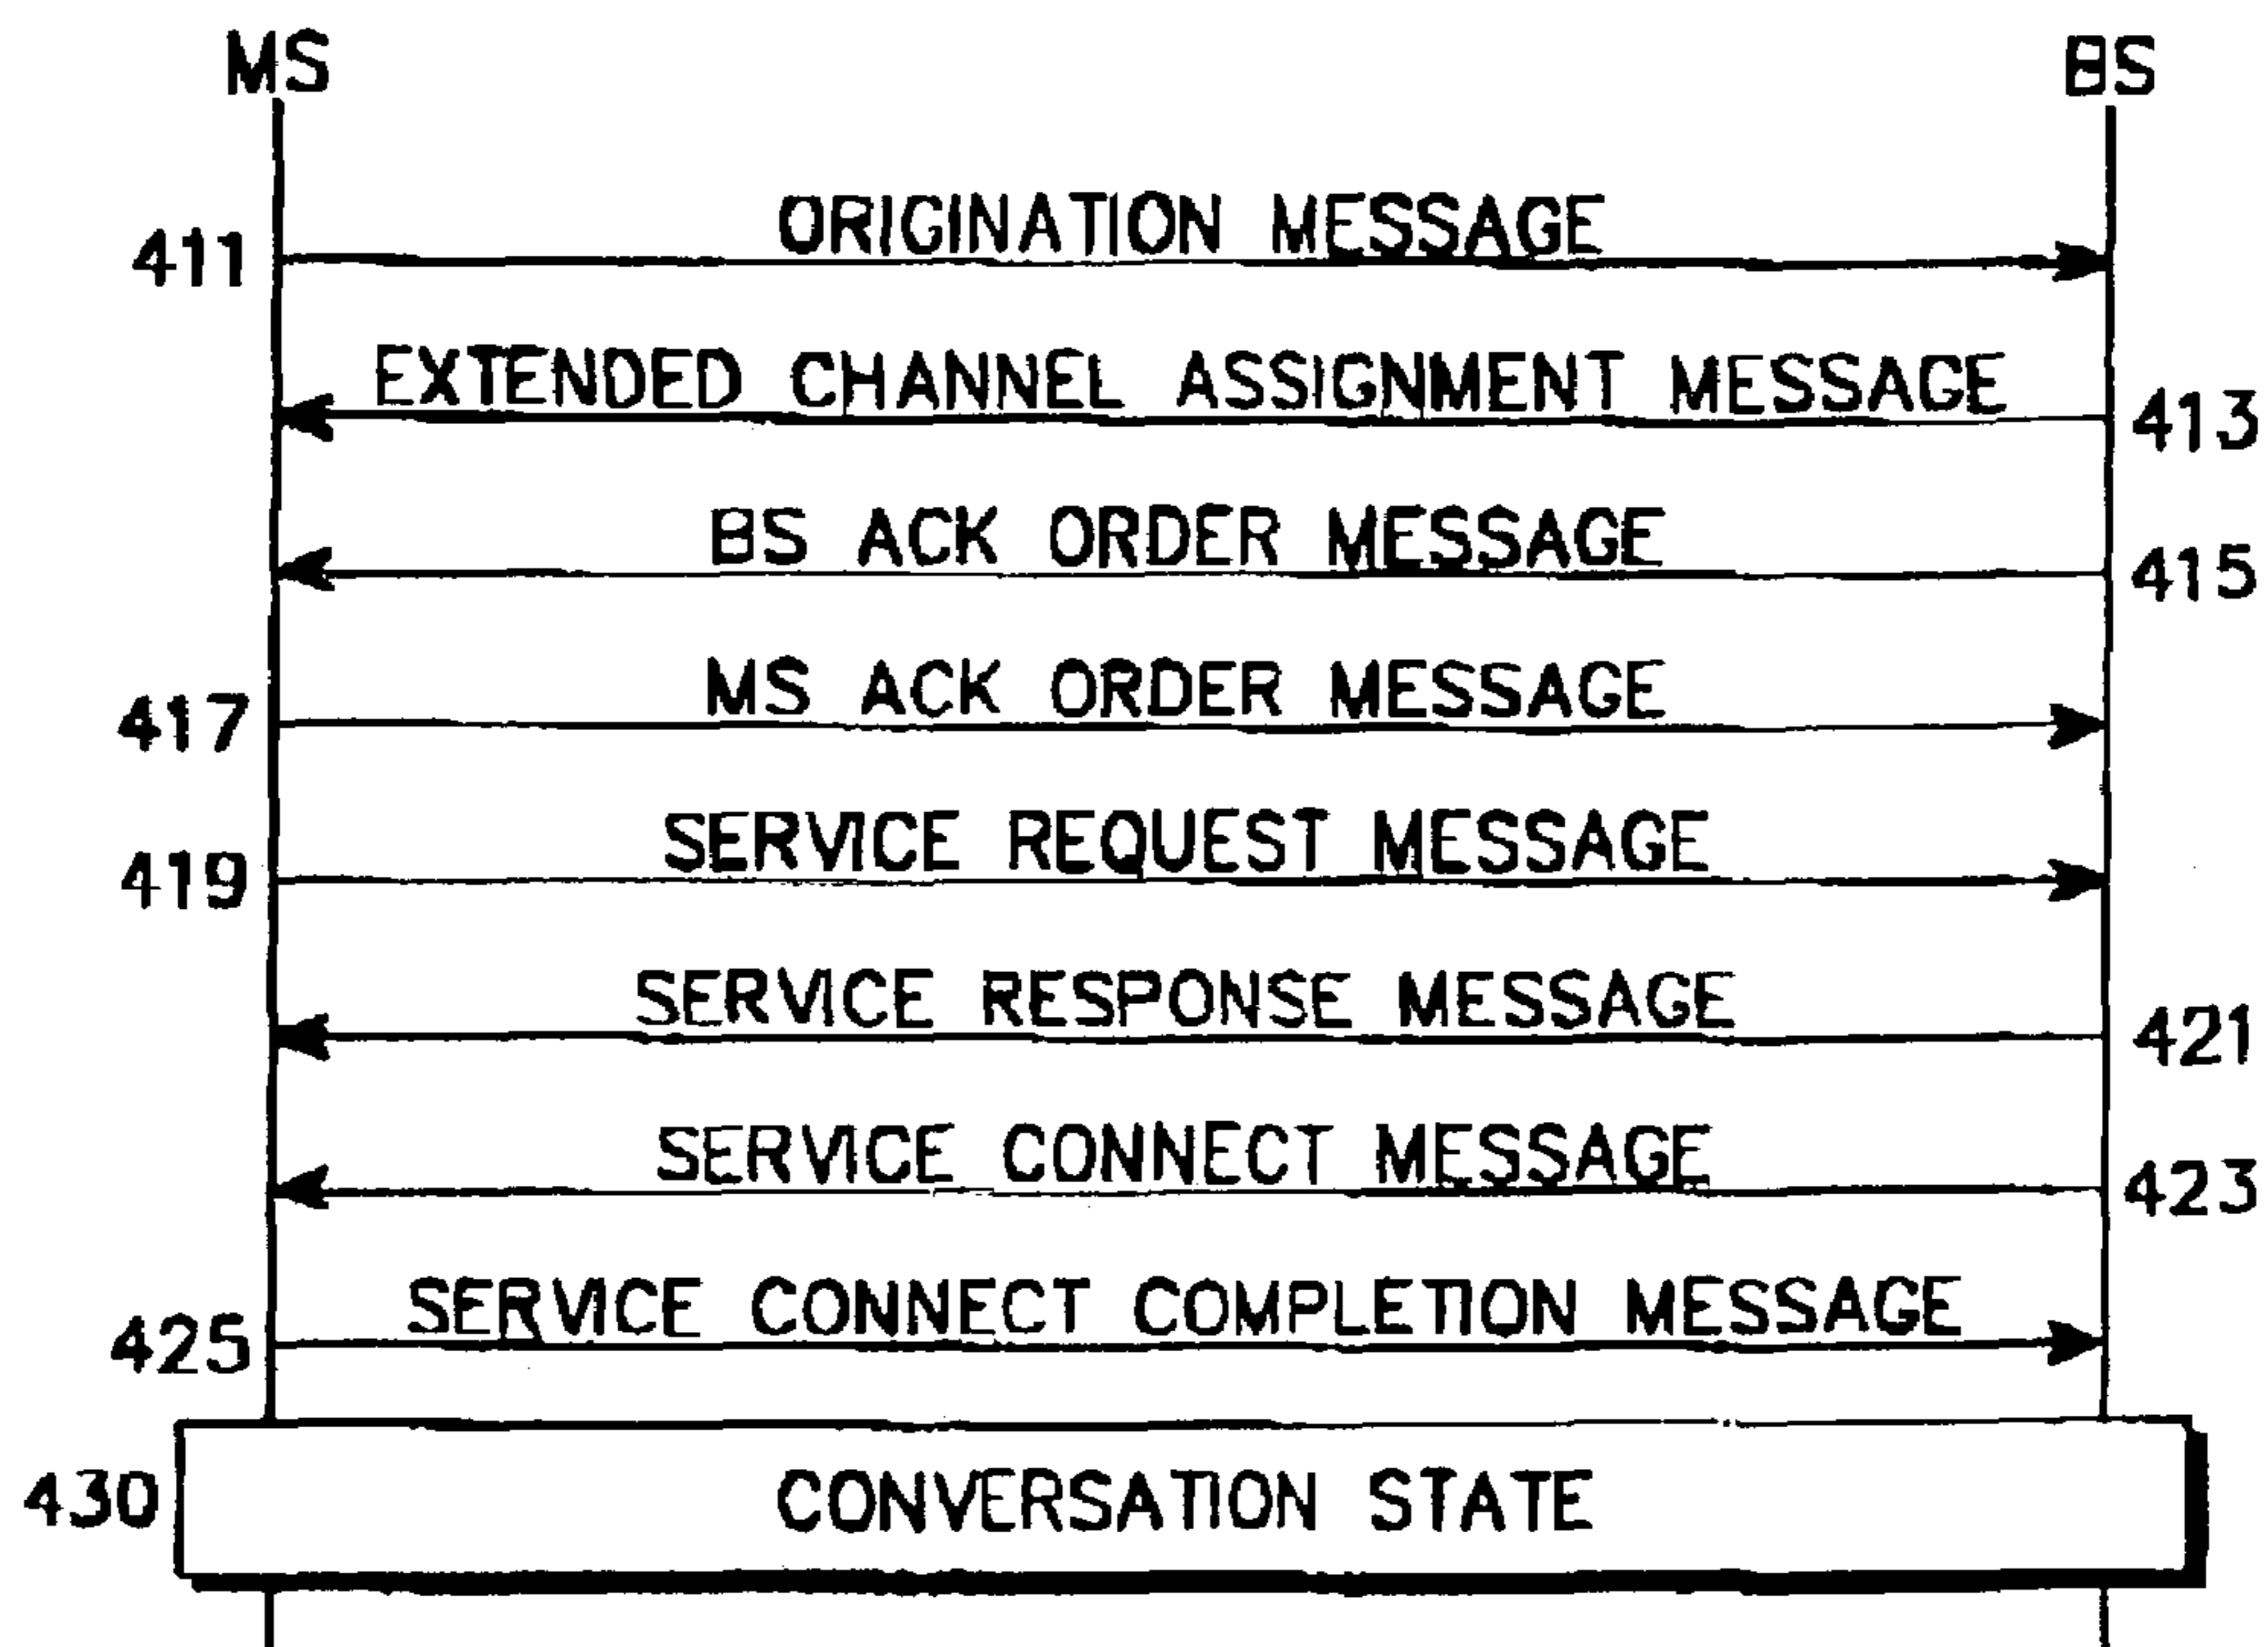 MS BS
ORIGINATION MESSAGE
411
EXTENDED CHANNEL ASSIGNMENT MESSAGE
413
BS ACK ORDER MESSAGE
415
MS ACK ORDER MESSAGE
417
SERVICE REQUEST MESSAGE
419
SERVICE RESPONSE MESSAGE
421
SERVICE CONNECT MESSAGE
423
SERVICE CONNECT COMPLETION MESSAGE
425
430 CONVERSATION STATE